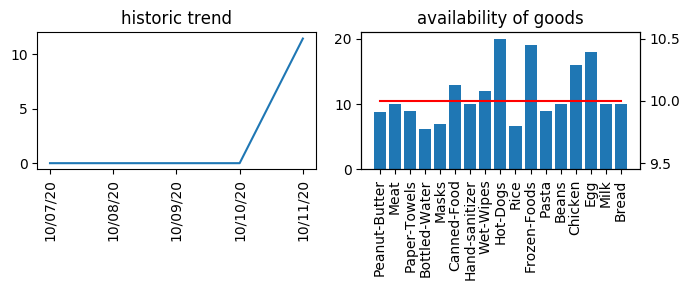 historic trend
10
5
0
10/07/20
10/08/20
10/09/20
10/10/20
10/11/20
availability of goods
20
10
0
10.5
10.0
9.5
Peanut-Butter
Meat
Paper-Towels
Bottled-Water
Masks
Canned-Food
Hand-sanitizer
Wet-Wipes
Hot-Dogs
Rice
Frozen-Foods
Pasta
Beans
Chicken
Egg
Milk
Bread